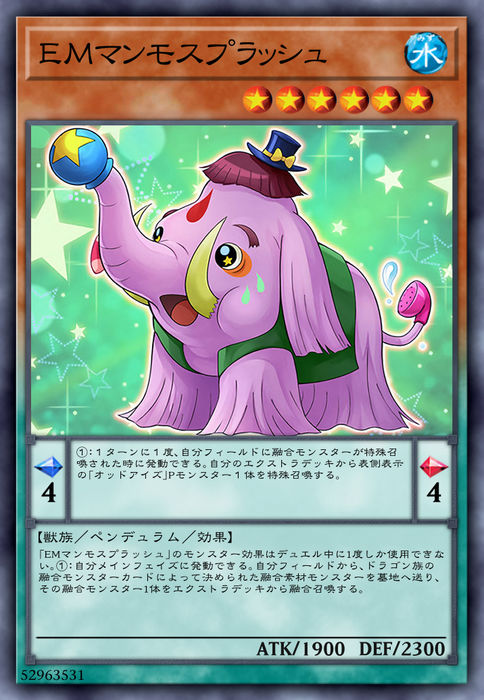 EMマンモスプラッシュ
みず
水
①:１ターンに１度、自分フィールドに融合モンスターが特殊召
喚された時に発動できる。自分のエクストラデッキから表側表示
の「オッドアイズ」Pモンスター１体を特殊召喚する。
4
4
【獣族／ペンデュラム／効果】
「EMマンモスプラッシュ」のモンスター効果はデュエル中に1度しか使用できな
い。①:自分メインフェイズに発動できる。自分フィールドから、ドラゴン族の
融合モンスターカードによって決められた融合素材モンスターを墓地へ送り、
その融合モンスター1体をエクストラデッキから融合召喚する。
ATK/1900 DEF/2300
52963531